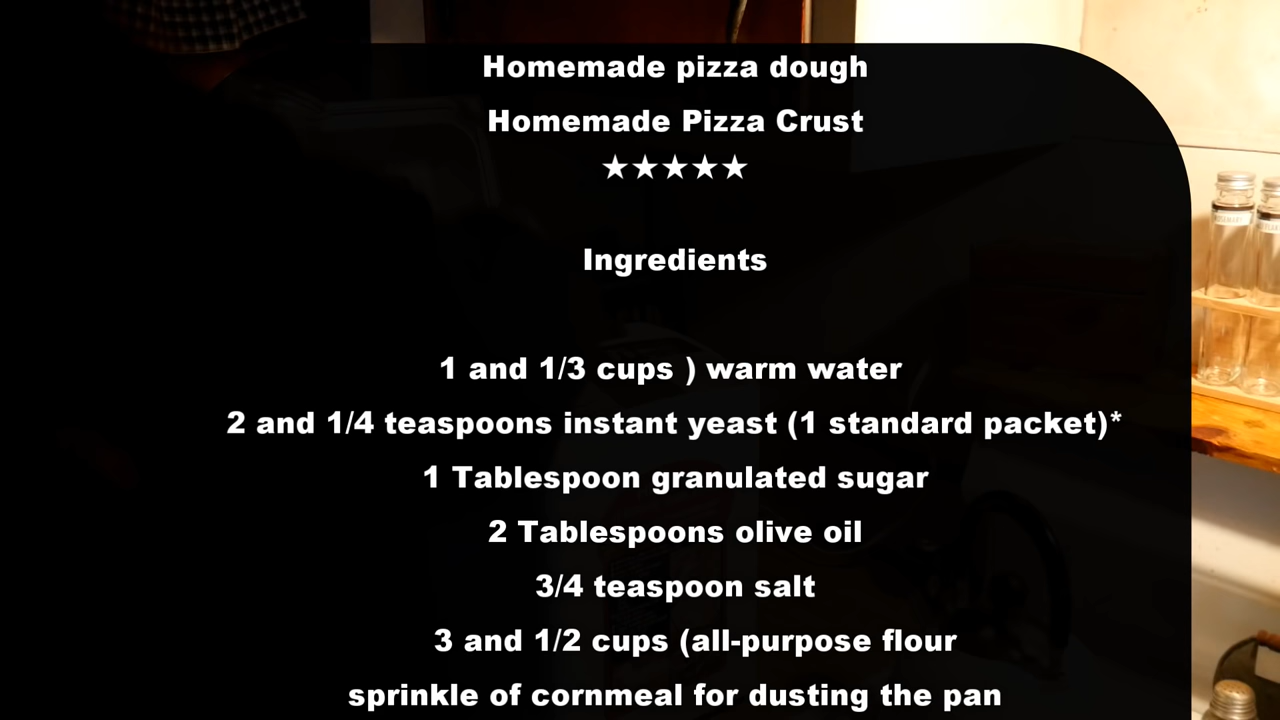 Homemade pizza dough
Homemade Pizza Crust
★★★★★
Ingredients
1 and 1/3 cups ) warm water
2 and 1/4 teaspoons instant yeast (1 standard packet)*
1 Tablespoon granulated sugar
2 Tablespoons olive oil
3/4 teaspoon salt
3 and 1/2 cups (all-purpose flour
sprinkle of cornmeal for dusting the pan